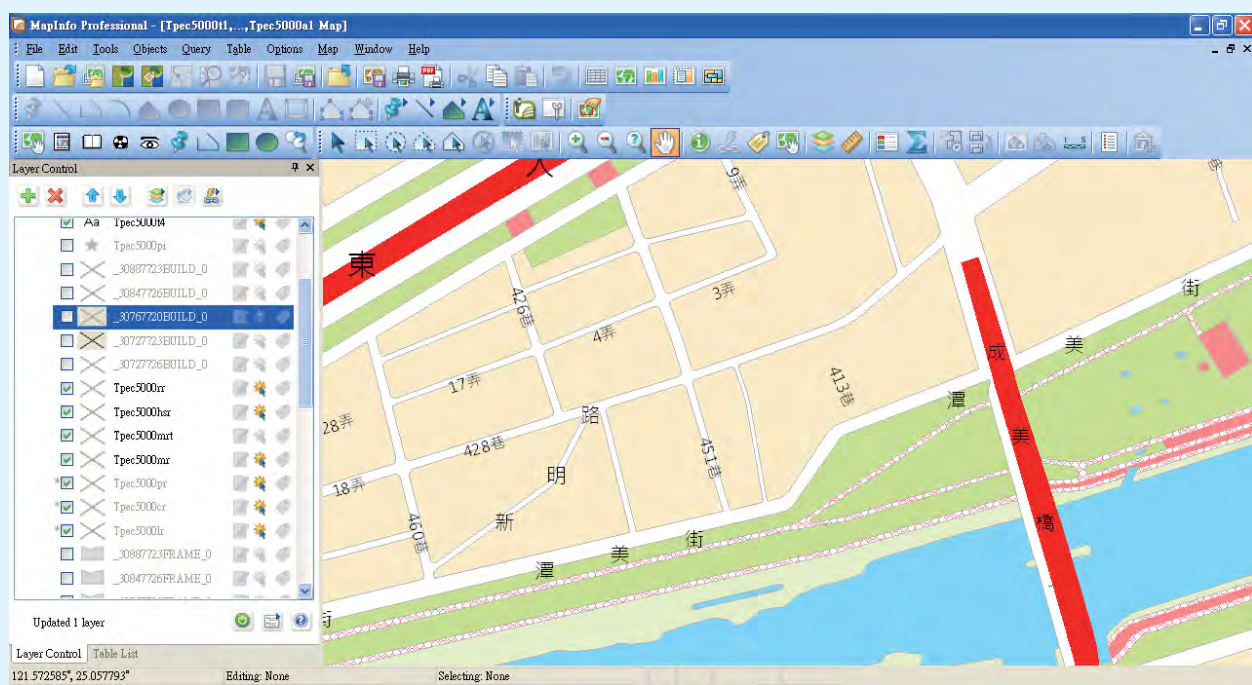 MapInfo Professional - [Tpec5000t1,...,Tpec5000a1 Map]
File Edit Tools Objects Query Table Options Map Window Help
Layer Control
Aa Tpec5000t4
Tpec5000pi
_30887723BUILD_0
_30847726BUILD_0
_30767720BUILD_0
_30727723BUILD_0
_30727726BUILD_0
Tpec5000rr
Tpec5000hsr
Tpec5000mrt
Tpec5000mr
Tpec5000pr
Tpec5000cr
Tpec5000lr
_30887723FRAME_0
_30847726FRAME_0
Updated 1 layer
Layer Control Table List
121.572585°, 25.057793° Editing: None Selecting: None
東
9弄
426巷
3弄
4弄
17弄
28弄
428巷
18弄
460巷
451巷
413巷
新明路
潭美街
潭美街
成美橋
街